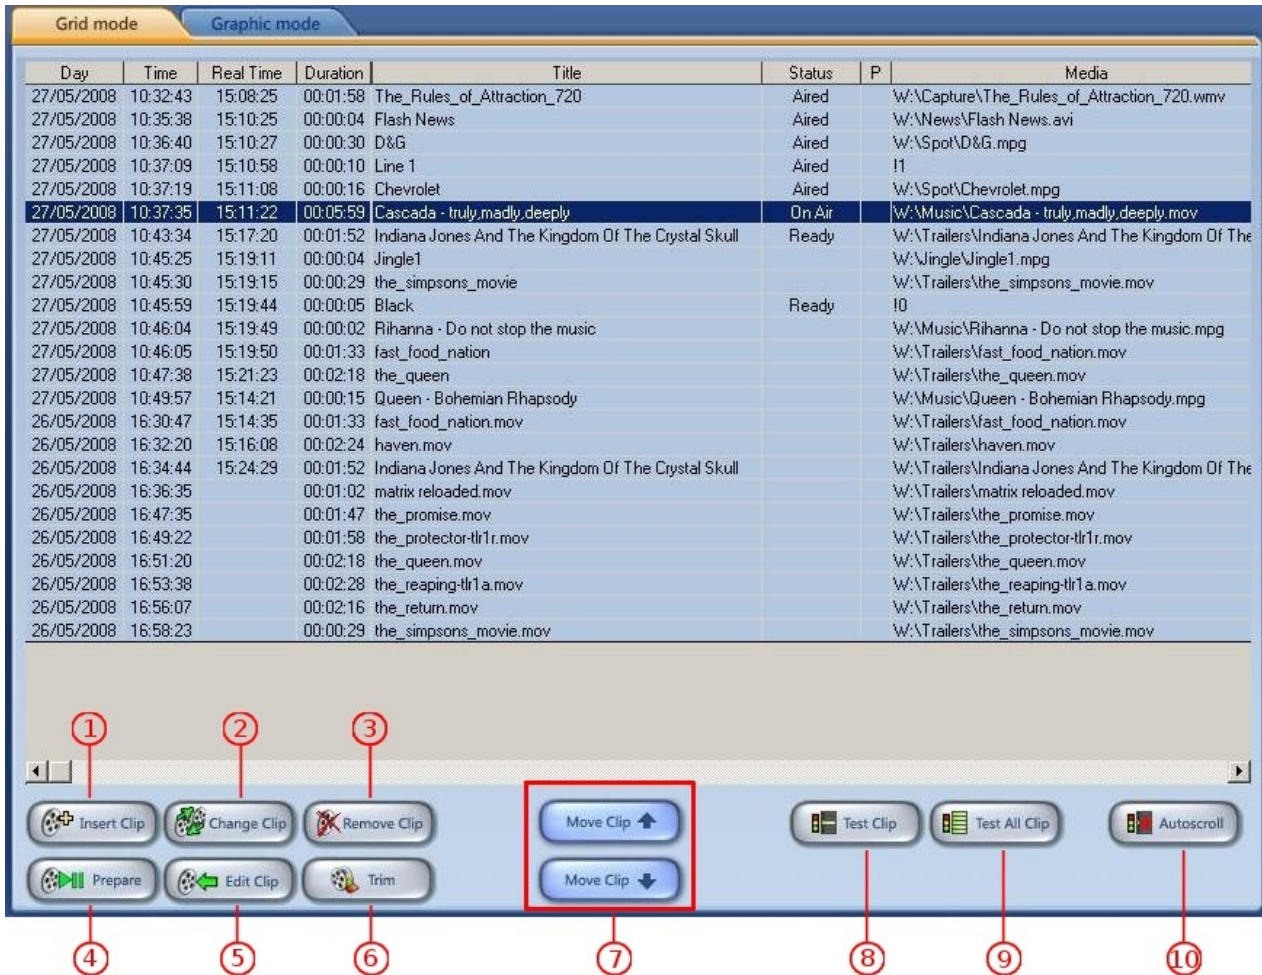 Grid mode Graphic mode
Day Time Real Time Duration Title Status P Media
27/05/2008 10:32:43 15:08:25 00:01:58 The_Rules_of_Attraction_720 Aired W:\Capture\The_Rules_of_Attraction_720.wmv
27/05/2008 10:35:38 15:10:25 00:00:04 Flash News Aired W:\News\Flash News.avi
27/05/2008 10:36:40 15:10:27 00:00:30 D&G Aired W:\Spot\D&G.mpg
27/05/2008 10:37:09 15:10:58 00:00:10 Line 1 Aired !1
27/05/2008 10:37:19 15:11:08 00:00:16 Chevrolet Aired W:\Spot\Chevrolet.mpg
27/05/2008 10:37:35 15:11:22 00:05:59 Cascada - truly,madly,deeply On Air W:\Music\Cascada - truly,madly,deeply.mov
27/05/2008 10:43:34 15:17:20 00:01:52 Indiana Jones And The Kingdom Of The Crystal Skull Ready W:\Trailers\Indiana Jones And The Kingdom Of The
27/05/2008 10:45:25 15:19:11 00:00:04 Jingle1 W:\Jingle\Jingle1.mpg
27/05/2008 10:45:30 15:19:15 00:00:29 the_simpsons_movie W:\Trailers\the_simpsons_movie.mov
27/05/2008 10:45:59 15:19:44 00:00:05 Black Ready !0
27/05/2008 10:46:04 15:19:49 00:00:02 Rihanna - Do not stop the music W:\Music\Rihanna - Do not stop the music.mpg
27/05/2008 10:46:05 15:19:50 00:01:33 fast_food_nation W:\Trailers\fast_food_nation.mov
27/05/2008 10:47:38 15:21:23 00:02:18 the_queen W:\Trailers\the_queen.mov
27/05/2008 10:49:57 15:14:21 00:00:15 Queen - Bohemian Rhapsody W:\Music\Queen - Bohemian Rhapsody.mpg
26/05/2008 16:30:47 15:14:35 00:01:33 fast_food_nation.mov W:\Trailers\fast_food_nation.mov
26/05/2008 16:32:20 15:16:08 00:02:24 haven.mov W:\Trailers\haven.mov
26/05/2008 16:34:44 15:24:29 00:01:52 Indiana Jones And The Kingdom Of The Crystal Skull W:\Trailers\Indiana Jones And The Kingdom Of The
26/05/2008 16:36:35 00:01:02 matrix reloaded.mov W:\Trailers\matrix reloaded.mov
26/05/2008 16:47:35 00:01:47 the_promise.mov W:\Trailers\the_promise.mov
26/05/2008 16:49:22 00:01:58 the_protector-tlr1r.mov W:\Trailers\the_protector-tlr1r.mov
26/05/2008 16:51:20 00:02:18 the_queen.mov W:\Trailers\the_queen.mov
26/05/2008 16:53:38 00:02:28 the_reaping-tlr1a.mov W:\Trailers\the_reaping-tlr1a.mov
26/05/2008 16:56:07 00:02:16 the_return.mov W:\Trailers\the_return.mov
26/05/2008 16:58:23 00:00:29 the_simpsons_movie.mov W:\Trailers\the_simpsons_movie.mov
1 2 3
Insert Clip Change Clip Remove Clip Move Clip Test Clip Test All Clip Autoscroll
Prepare Edit Clip Trim Move Clip
4 5 6 7 8 9 10